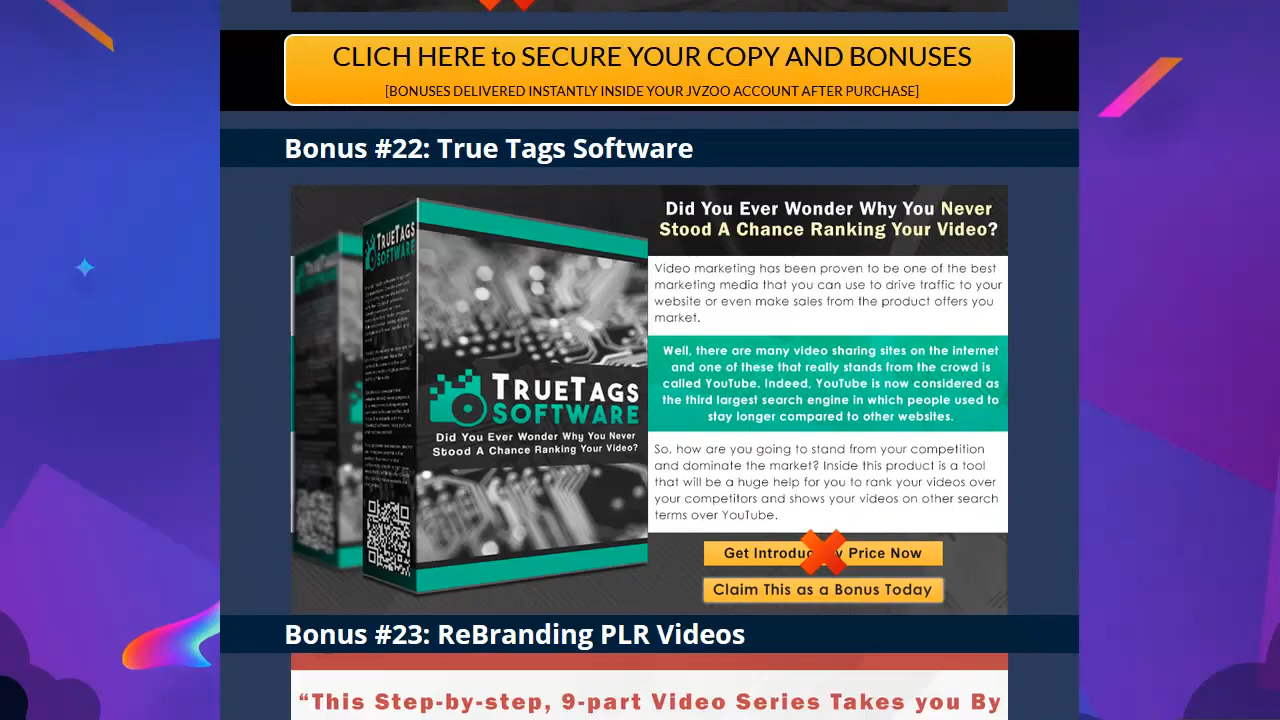 CLICH HERE to SECURE YOUR COPY AND BONUSES
[BONUSES DELIVERED INSTANTLY INSIDE YOUR JVZOO ACCOUNT AFTER PURCHASE]
Bonus #22: True Tags Software
Did You Ever Wonder Why You Never
Stood A Chance Ranking Your Video?
Video marketing has been proven to be one of the best
marketing media that you can use to drive traffic to your
website or even make sales from the product offers you
market.
Well, there are many video sharing sites on the internet
and one of these that really stands from the crowd is
called YouTube. Indeed, YouTube is now considered as
the third largest search engine in which people used to
stay longer compared to other websites.
So, how are you going to stand from your competition
and dominate the market? Inside this product is a tool
that will be a huge help for you to rank your videos over
your competitors and shows your videos on other search
terms over YouTube.
Get Price Now
Claim This as a Bonus Today
TRUETAGS
SOFTWARE
TRUETAGS
SOFTWARE
Did You Ever Wonder Why You Never
Stood A Chance Ranking Your Video?
Bonus #23: ReBranding PLR Videos
“This Step-by-step, 9-part Video Series Takes you By